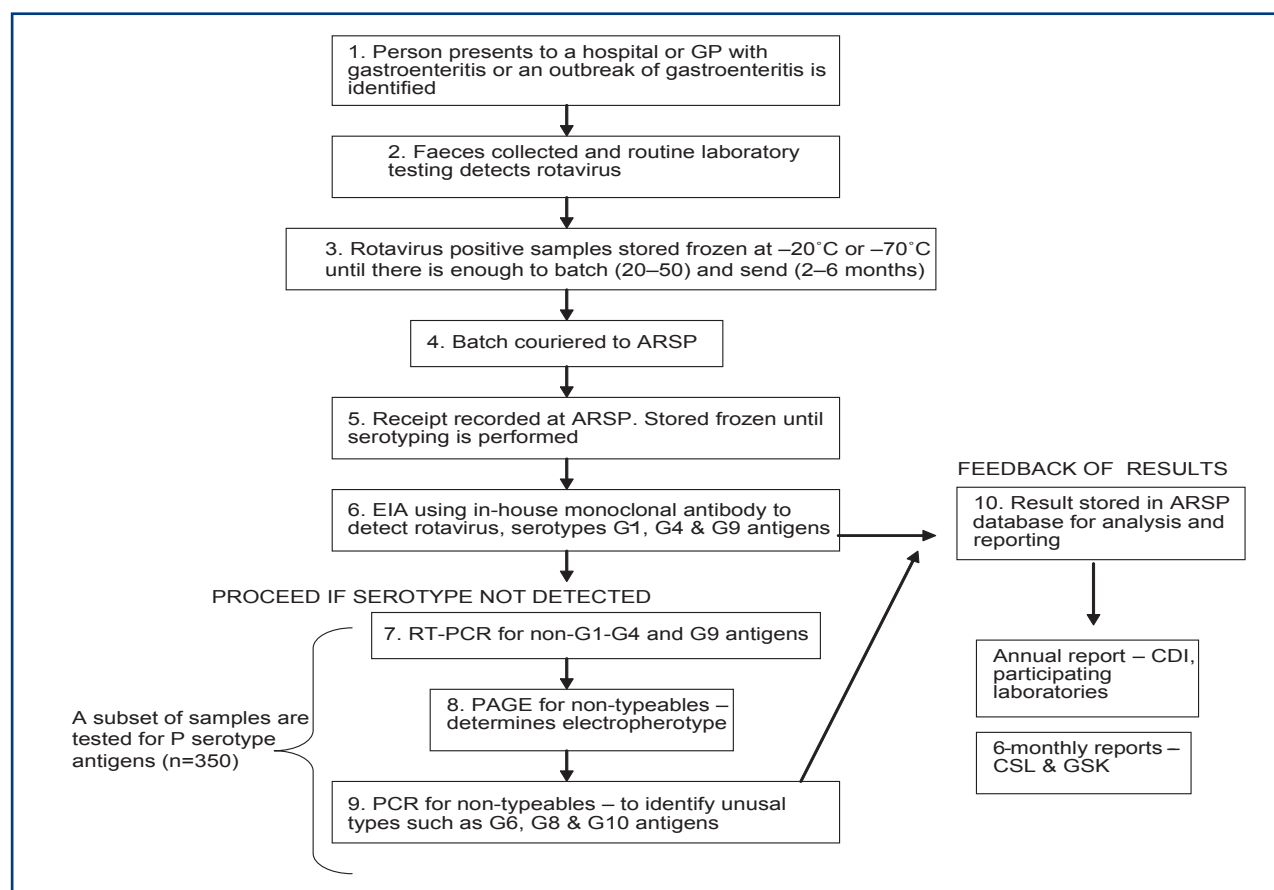 1. Person presents to a hospital or GP with
gastroenteritis or an outbreak of gastroenteritis is
identified
2. Faeces collected and routine laboratory
testing detects rotavirus
3. Rotavirus positive samples stored frozen at –20˚C or –70˚C
until there is enough to batch (20–50) and send (2–6 months)
4. Batch couriered to ARSP
5. Receipt recorded at ARSP. Stored frozen until
serotyping is performed
6. EIA using in-house monoclonal antibody to
detect rotavirus, serotypes G1, G4 & G9 antigens
PROCEED IF SEROTYPE NOT DETECTED
7. RT-PCR for non-G1-G4 and G9 antigens
8. PAGE for non-typeables –
determines electropherotype
9. PCR for non-typeables – to identify unusal
types such as G6, G8 & G10 antigens
A subset of samples are
tested for P serotype
antigens (n=350)
FEEDBACK OF RESULTS
10. Result stored in ARSP
database for analysis and
reporting
Annual report – CDI,
participating
laboratories
6-monthly reports –
CSL & GSK